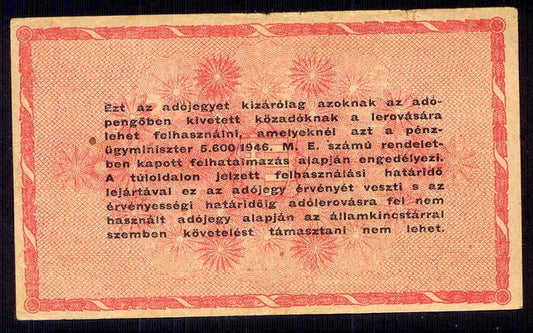 Ezt az adójegyet kizárólag azoknak az adó-
pengőben kivetett közadóknak a lerovására
lehet felhasználni, amelyeknél azt a pénz-
ügyminiszter 5.600/1946. M. E. számú rendelet-
ben kapott felhatalmazás alapján engedélyezi.
A túloldalon jelzett felhasználási határidő
lejártával ez az adójegy érvényét veszti s az
érvényességi határidőig adólerovásra fel nem
használt adójegy alapján az államkincstárral
szemben követelést támasztani nem lehet.